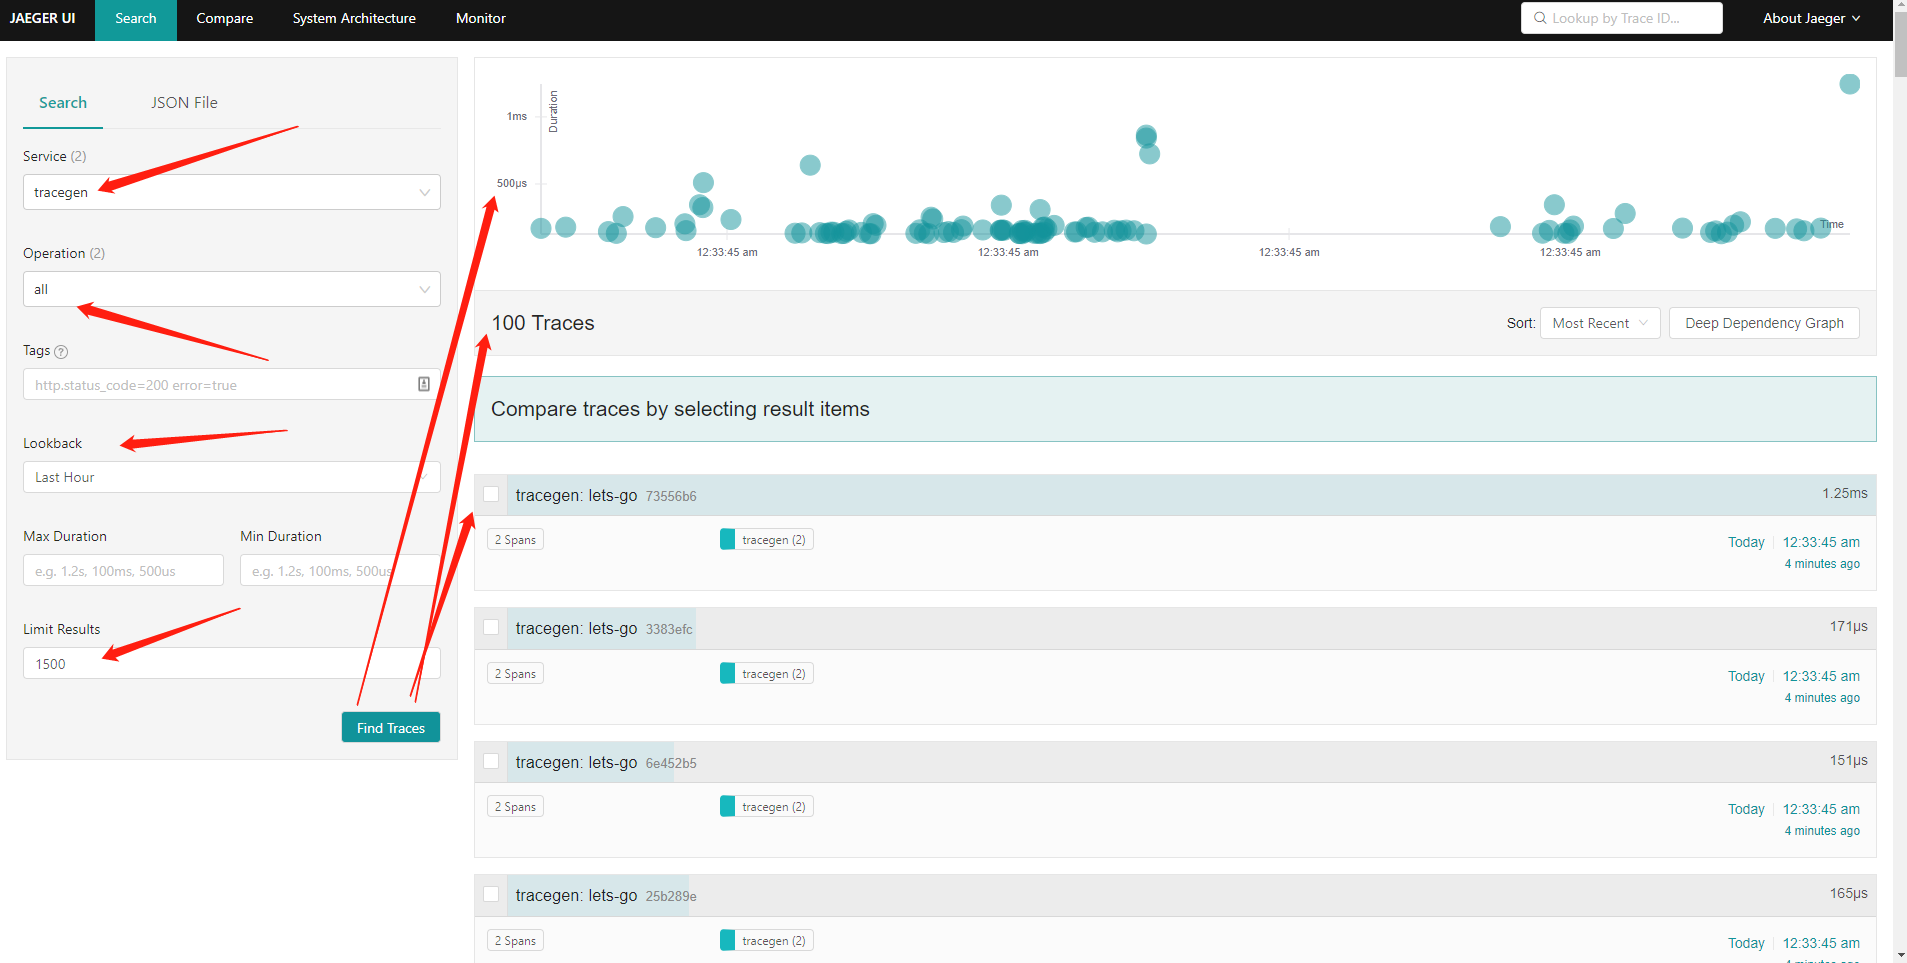 JAEGER UI
Search
Compare
System Architecture
Monitor
Lookup by Trace ID...
About Jaeger
Search
JSON File
Service (2)
tracegen
Operation (2)
all
Tags
http.status_code=200 error=true
Lookback
Last Hour
Max Duration
Min Duration
e.g. 1.2s, 100ms, 500us
e.g. 1.2s, 100ms, 500us
Limit Results
1500
Find Traces
Duration
1ms
500μs
Time
12:33:45 am
12:33:45 am
12:33:45 am
12:33:45 am
100 Traces
Sort:
Most Recent
Deep Dependency Graph
Compare traces by selecting result items
tracegen: lets-go 73556b6
1.25ms
2 Spans
tracegen (2)
Today
12:33:45 am
4 minutes ago
tracegen: lets-go 3383efc
171μs
2 Spans
tracegen (2)
Today
12:33:45 am
4 minutes ago
tracegen: lets-go 6e452b5
151μs
2 Spans
tracegen (2)
Today
12:33:45 am
4 minutes ago
tracegen: lets-go 25b289e
165μs
2 Spans
tracegen (2)
Today
12:33:45 am